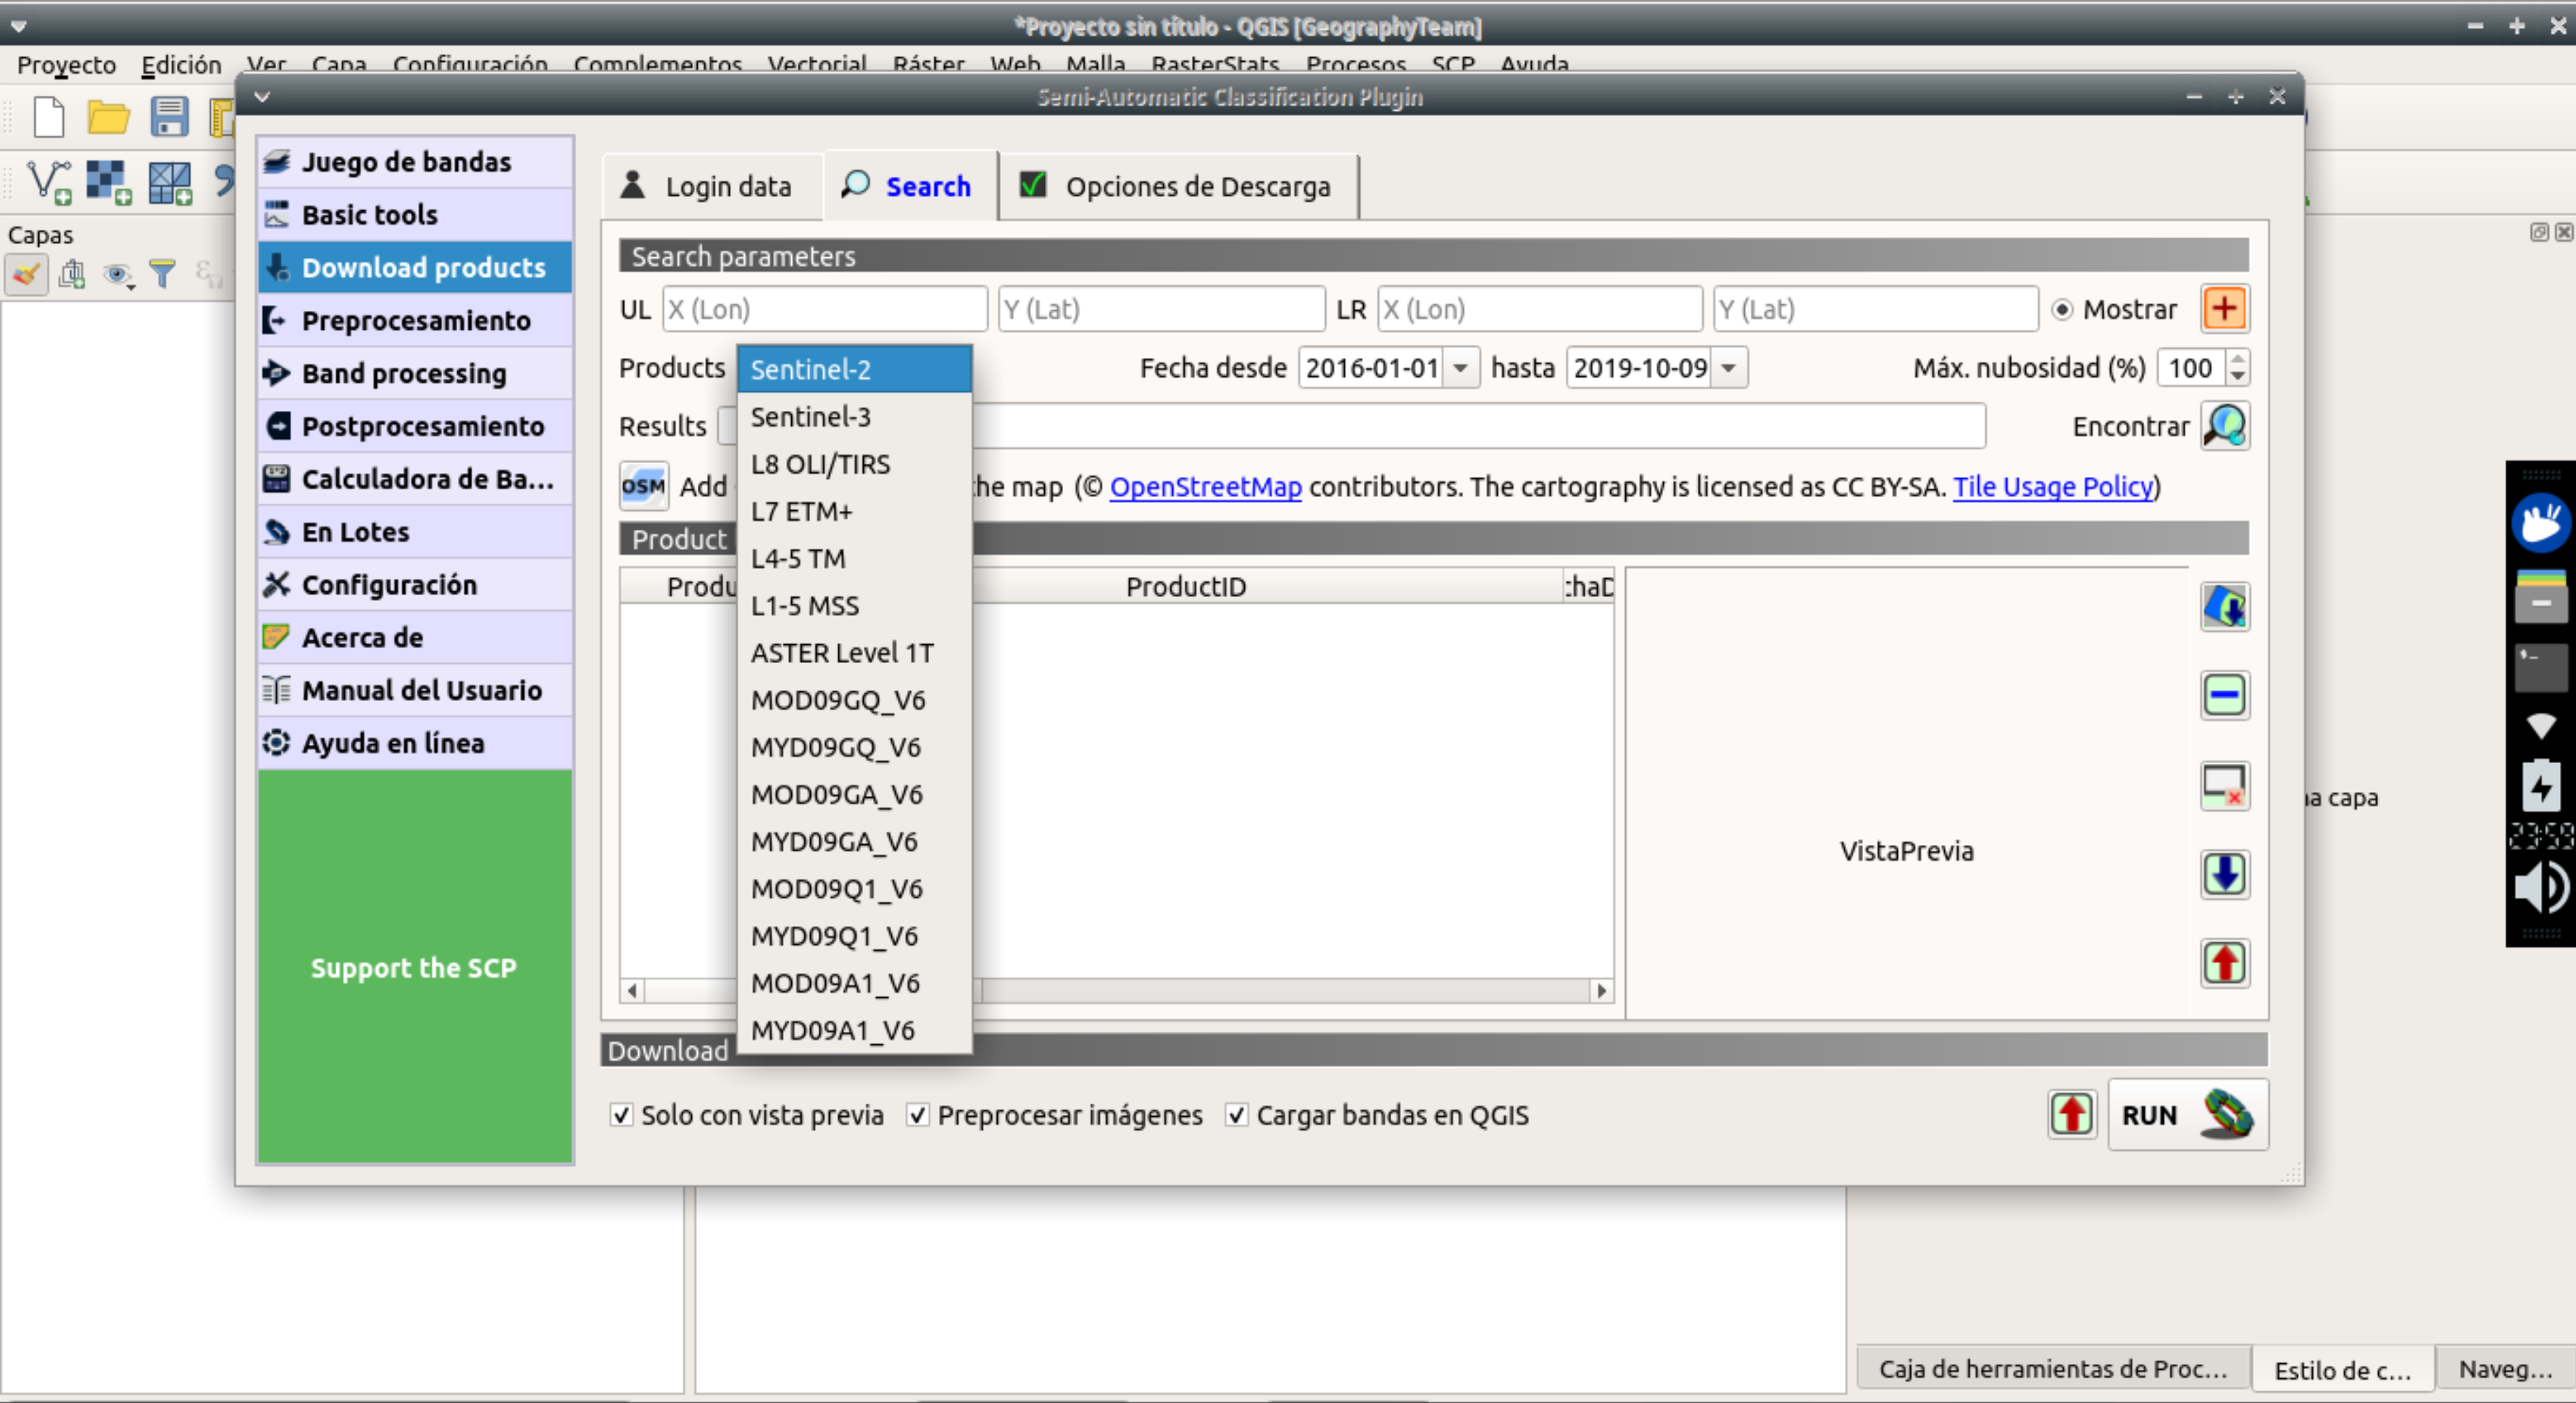 *Proyecto sin título - QGIS [GeographyTeam]
Proyecto Edición Ver Capa Configuración Complementos Vectorial Ráster Web Malla RasterStats Procesos SCP Ayuda
Semi-Automatic Classification Plugin
Capas
Juego de bandas
Basic tools
Download products
Preprocesamiento
Band processing
Postprocesamiento
Calculadora de Ba...
En Lotes
Configuración
Acerca de
Manual del Usuario
Ayuda en línea
Support the SCP
Login data Search Opciones de Descarga
Search parameters
UL X (Lon) Y (Lat) LR X (Lon) Y (Lat) Mostrar
Products Fecha desde 2016-01-01 hasta 2019-10-09 Máx. nubosidad (%) 100
Results Encontrar
OSM Add he map (© OpenStreetMap contributors. The cartography is licensed as CC BY-SA. Tile Usage Policy)
Product
Produ ProductID
Sentinel-2
Sentinel-3
L8 OLI/TIRS
L7 ETM+
L4-5 TM
L1-5 MSS
ASTER Level 1T
MOD09GQ_V6
MYD09GQ_V6
MOD09GA_V6
MYD09GA_V6
MOD09Q1_V6
MYD09Q1_V6
MOD09A1_V6
MYD09A1_V6
VistaPrevia
Download
Solo con vista previa Preprocesar imágenes Cargar bandas en QGIS
RUN
a capa
23:59
Caja de herramientas de Proc... Estilo de c... Naveg...